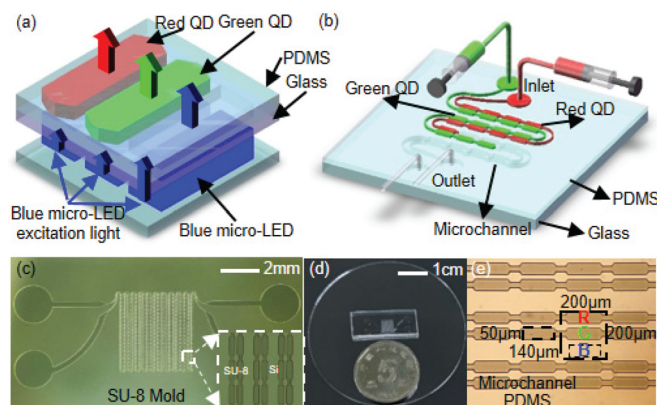 (a)
Red QD
Green QD
PDMS
Glass
Blue micro-LED
excitation light
Blue micro-LED
(b)
Inlet
Green QD
Red QD
Outlet
Microchannel
PDMS
Glass
(c)
2mm
SU-8
Si
SU-8 Mold
(d)
1cm
5
(e)
200μm
R
50μm
G
200μm
140μm
B
Microchannel
PDMS